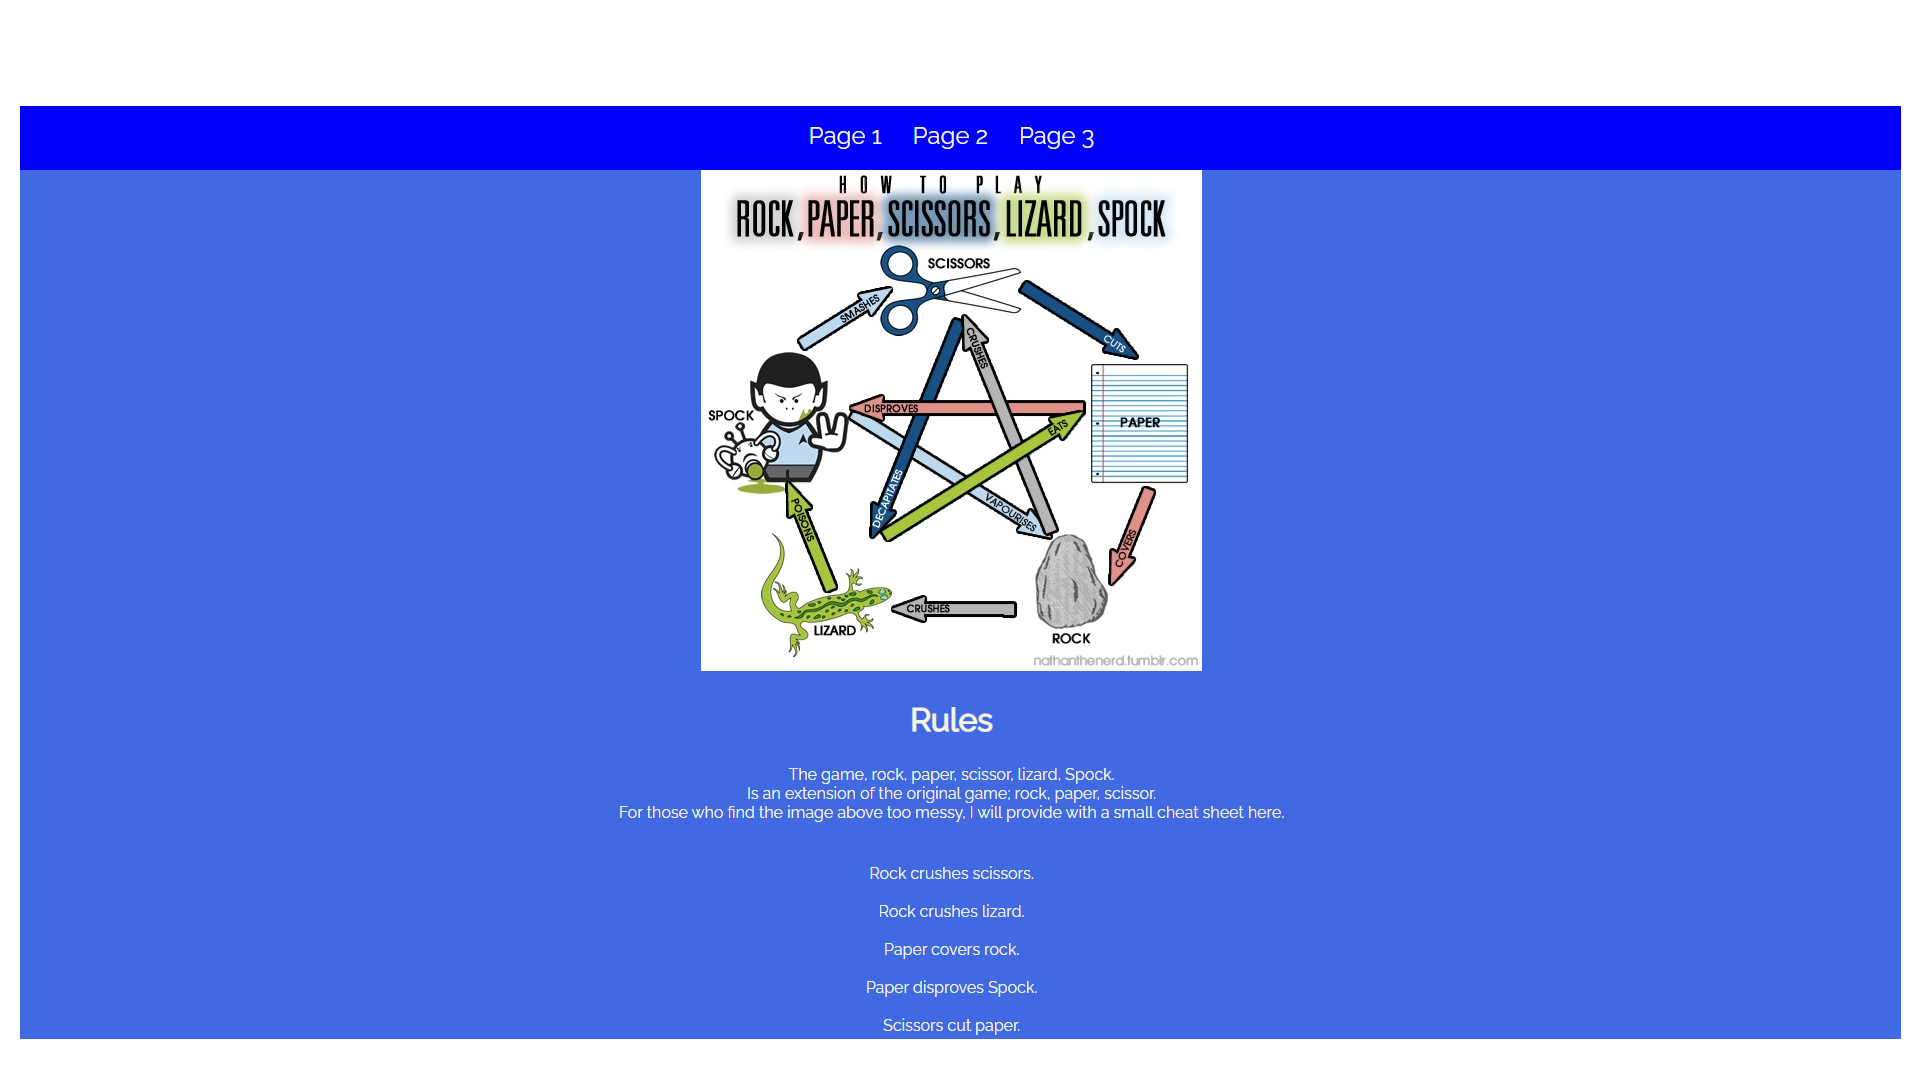 Page 1 Page 2 Page 3
HOW TO PLAY
ROCK, PAPER, SCISSORS, LIZARD, SPOCK
SCISSORS
SMASHES
CUTS
CRUSHES
DISPROVES
EATS
SPOCK
PAPER
DECAPITATES
VAPOURISES
POISONS
COVERS
CRUSHES
LIZARD
ROCK
nathanthenerd.tumblr.com
Rules
The game, rock, paper, scissor, lizard, Spock.
Is an extension of the original game; rock, paper, scissor.
For those who find the image above too messy, I will provide with a small cheat sheet here.
Rock crushes scissors.
Rock crushes lizard.
Paper covers rock.
Paper disproves Spock.
Scissors cut paper.